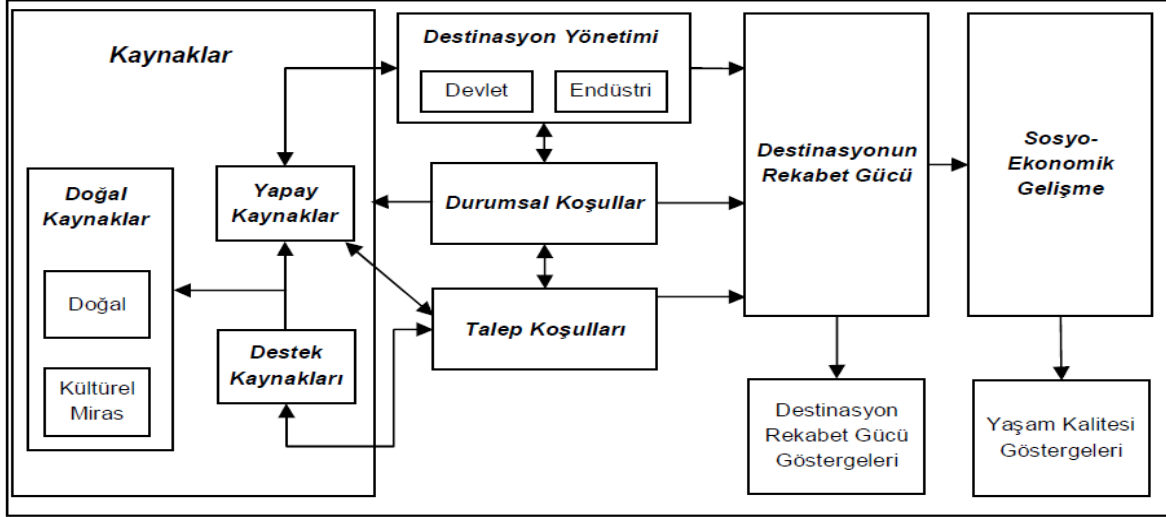 Kaynaklar
Doğal
Kaynaklar
Doğal
Kültürel
Miras
Yapay
Kaynaklar
Destek
Kaynakları
Destinasyon Yönetimi
Devlet
Endüstri
Durumsal Koşullar
Talep Koşulları
Destinasyonun
Rekabet Gücü
Destinasyon
Rekabet Gücü
Göstergeleri
Sosyo-
Ekonomik
Gelişme
Yaşam Kalitesi
Göstergeleri